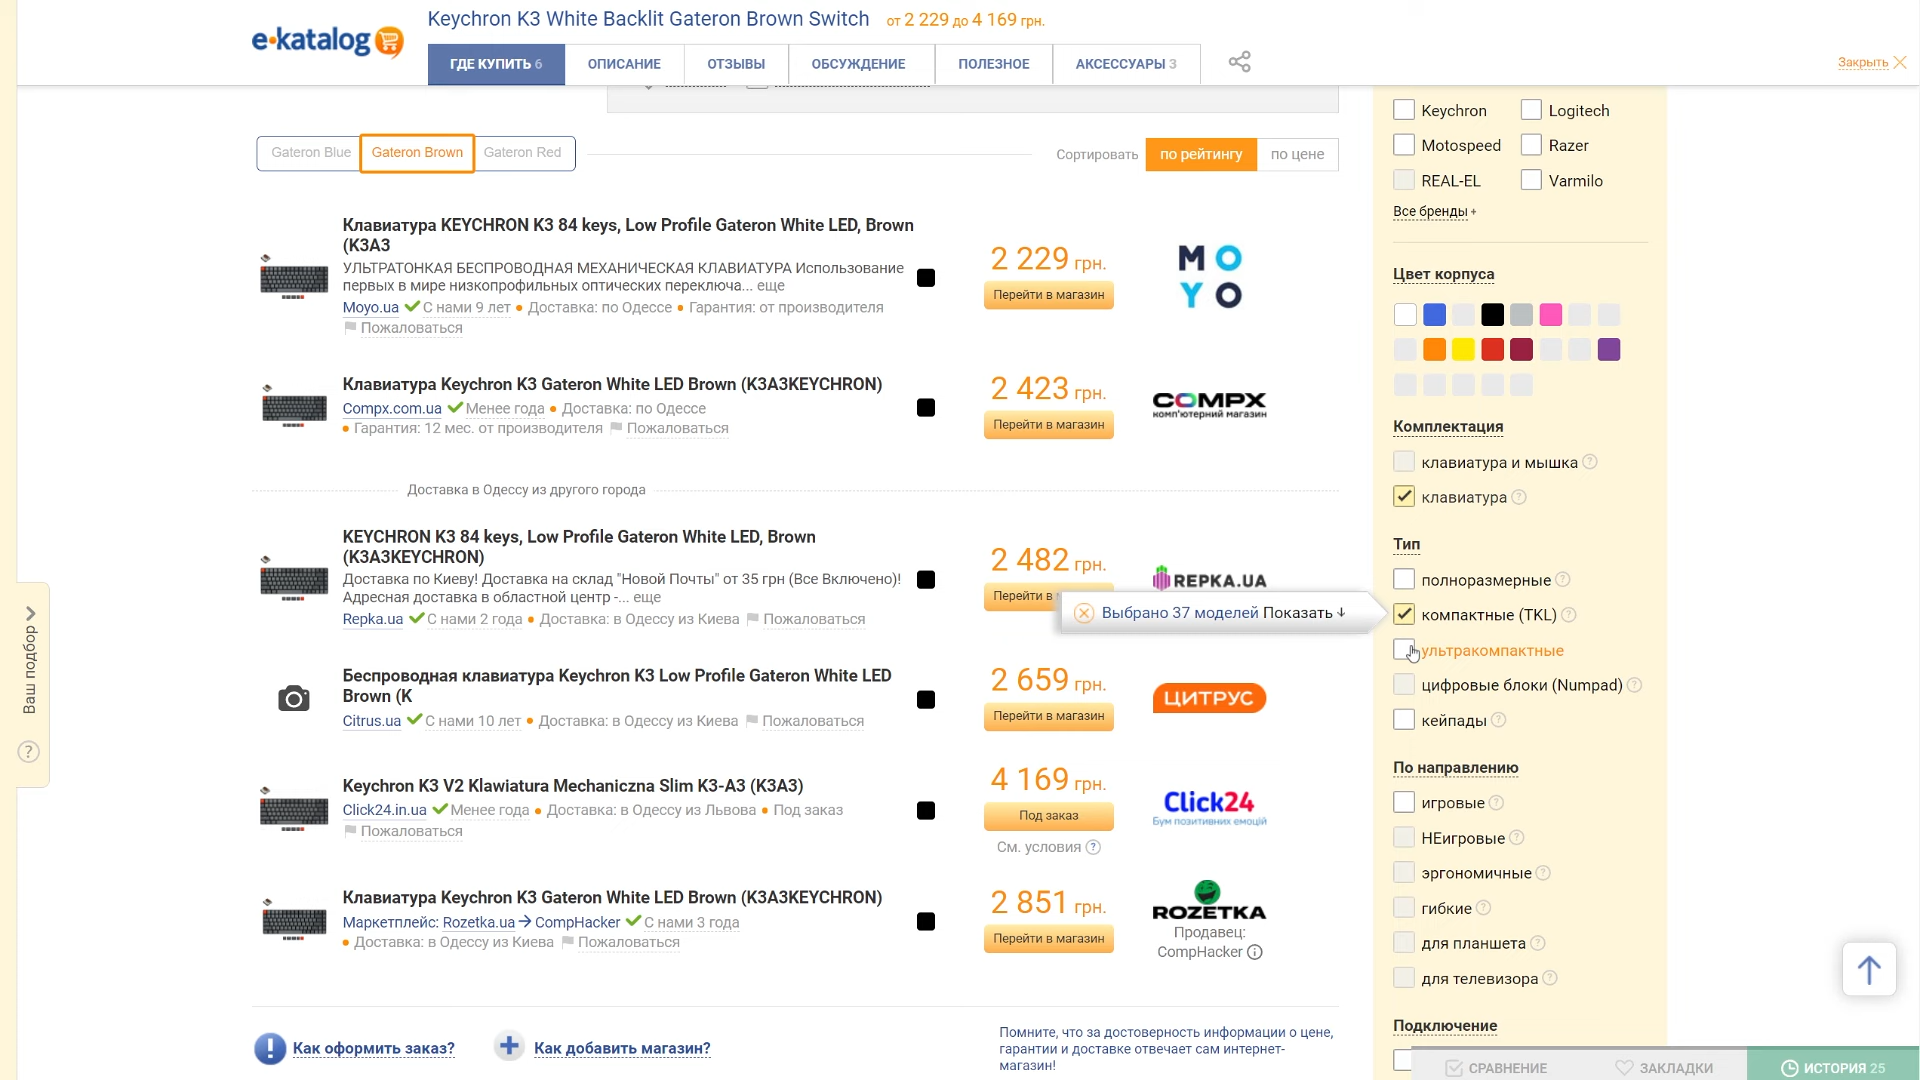 e·katalog
Keychron K3 White Backlit Gateron Brown Switch от 2 229 до 4 169 грн.
ГДЕ КУПИТЬ 6 ОПИСАНИЕ ОТЗЫВЫ ОБСУЖДЕНИЕ ПОЛЕЗНОЕ АКСЕССУАРЫ 3
Закрыть
Gateron Blue Gateron Brown Gateron Red
Сортировать по рейтингу по цене
Клавиатура KEYCHRON K3 84 keys, Low Profile Gateron White LED, Brown
(K3A3
УЛЬТРАТОНКАЯ БЕСПРОВОДНАЯ МЕХАНИЧЕСКАЯ КЛАВИАТУРА Использование
первых в мире низкопрофильных оптических переключа... еще
Moyo.ua С нами 9 лет • Доставка: по Одессе • Гарантия: от производителя
Пожаловаться
2 229 грн.
Перейти в магазин
MO
YO
Клавиатура Keychron K3 Gateron White LED Brown (K3A3KEYCHRON)
Compx.com.ua Менее года • Доставка: по Одессе
• Гарантия: 12 мес. от производителя Пожаловаться
2 423 грн.
Перейти в магазин
COMPX
комп'ютерний магазин
Доставка в Одессу из другого города
KEYCHRON K3 84 keys, Low Profile Gateron White LED, Brown
(K3A3KEYCHRON)
Доставка по Киеву! Доставка на склад "Новой Почты" от 35 грн (Все Включено)!
Адресная доставка в областной центр -... еще
Repka.ua С нами 2 года • Доставка: в Одессу из Киева Пожаловаться
2 482 грн.
Перейти в
REPKA.UA
Выбрано 37 моделей Показать ↓
Беспроводная клавиатура Keychron K3 Low Profile Gateron White LED
Brown (K
Citrus.ua С нами 10 лет • Доставка: в Одессу из Киева Пожаловаться
2 659 грн.
Перейти в магазин
ЦИТРУС
Keychron K3 V2 Klawiatura Mechaniczna Slim K3-A3 (K3A3)
Click24.in.ua Менее года • Доставка: в Одессу из Львова • Под заказ
Пожаловаться
4 169 грн.
Под заказ
См. условия ?
Click24
Бум позитивних емоцій
Клавиатура Keychron K3 Gateron White LED Brown (K3A3KEYCHRON)
Маркетплейс: Rozetka.ua → CompHacker С нами 3 года
• Доставка: в Одессу из Киева Пожаловаться
2 851 грн.
Перейти в магазин
ROZETKA
Продавец:
CompHacker
Как оформить заказ? Как добавить магазин?
Помните, что за достоверность информации о цене,
гарантии и доставке отвечает сам интернет-
магазин!
Keychron Logitech
Motospeed Razer
REAL-EL Varmilo
Все бренды +
Цвет корпуса
Комплектация
клавиатура и мышка ?
клавиатура ?
Тип
полноразмерные ?
компактные (TKL) ?
ультракомпактные
цифровые блоки (Numpad) ?
кейпады ?
По направлению
игровые ?
НЕигровые ?
эргономичные ?
гибкие ?
для планшета ?
для телевизора ?
Подключение
Ваш подбор
?
СРАВНЕНИЕ ЗАКЛАДКИ ИСТОРИЯ 25